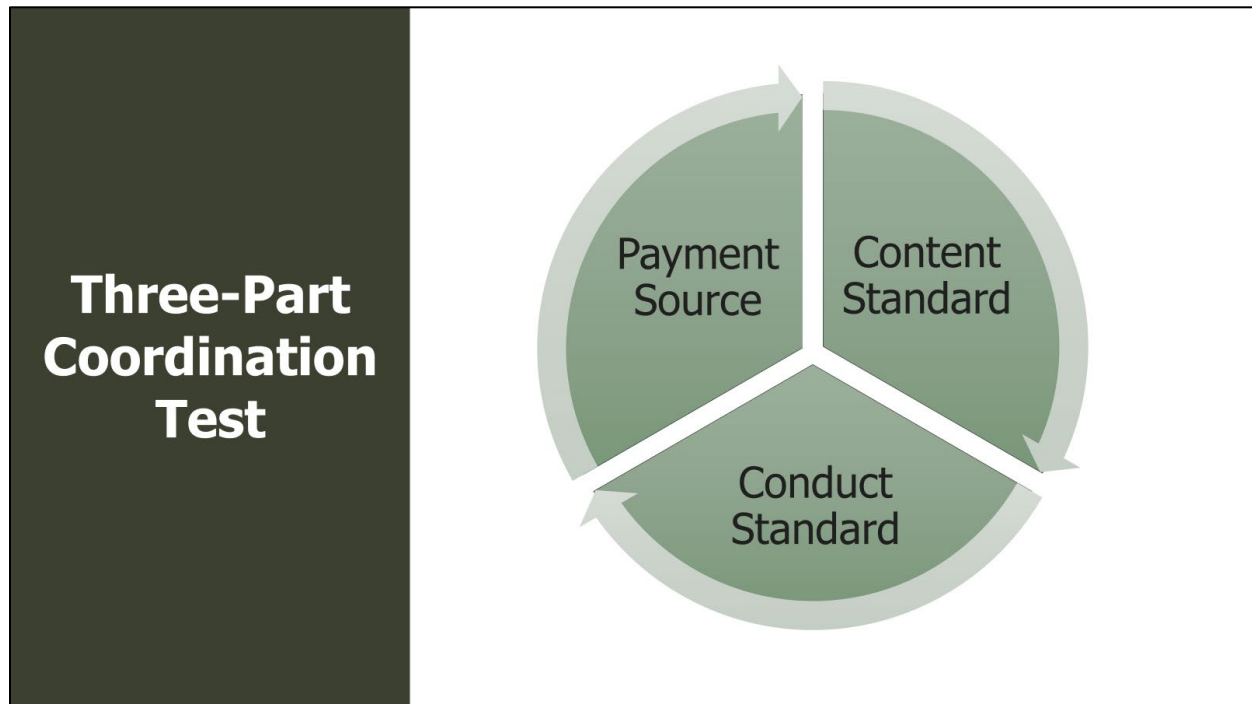 Three-Part
Coordination
Test
Payment
Source
Content
Standard
Conduct
Standard